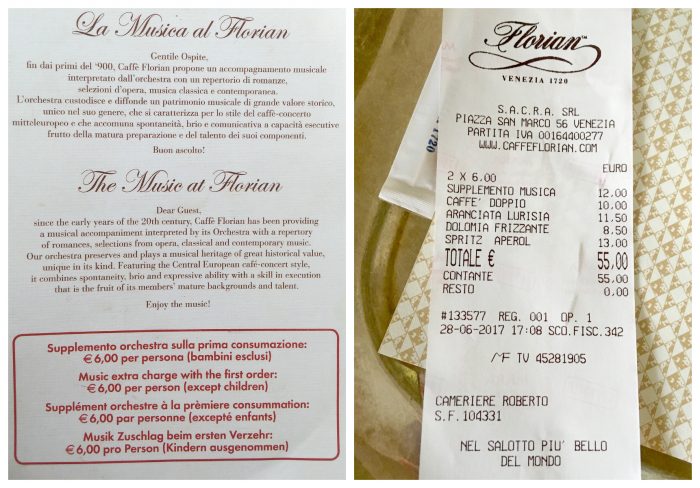 La Musica al Florian
Gentile Ospite,
fin dai primi del '900, Caffè Florian propone un accompagnamento musicale
interpretato dall'orchestra con un repertorio di romanze,
selezioni d'opera, musica classica e contemporanea.
L'orchestra custodisce e diffonde un patrimonio musicale di grande valore storico,
unico nel suo genere, che si caratterizza per lo stile del caffè-concerto
mitteleuropeo e che accomuna spontaneità, brio e comunicativa a capacità esecutive
frutto della matura preparazione e del talento dei suoi componenti.
Buon ascolto!
The Music at Florian
Dear Guest,
since the early years of the 20th century, Caffè Florian has been providing
a musical accompaniment interpreted by its Orchestra with a repertory
of romances, selections from opera, classical and contemporary music.
Our orchestra preserves and plays a musical heritage of great historical value,
unique in its kind. Featuring the Central European café-concert style,
it combines spontaneity, brio and expressive ability with a skill in execution
that is the fruit of its members' mature backgrounds and talent.
Enjoy the music!
Supplemento orchestra sulla prima consumazione:
€ 6,00 per persona (bambini esclusi)
Music extra charge with the first order:
€ 6,00 per person (except children)
Supplément orchestre à la prèmiere consummation:
€ 6,00 par personne (excepté enfants)
Musik Zuschlag beim ersten Verzehr:
€ 6,00 pro Person (Kindern ausgenommen)
Florian™
VENEZIA 1720
S.A.C.R.A. SRL
PIAZZA SAN MARCO 56 VENEZIA
PARTITA IVA 00164400277
WWW.CAFFEFLORIAN.COM
EURO
2 X 6.00
SUPPLEMENTO MUSICA 12.00
CAFFE' DOPPIO 10.00
ARANCIATA LURISIA 11.50
DOLOMIA FRIZZANTE 8.50
SPRITZ APEROL 13.00
TOTALE € 55,00
CONTANTE 55.00
RESTO 0.00
#133577 REG. 001 OP. 1
28-06-2017 17:08 SCO.FISC.342
MF TV 45281905
CAMERIERE ROBERTO
S.F. 104331
NEL SALOTTO PIU' BELLO
DEL MONDO
1720